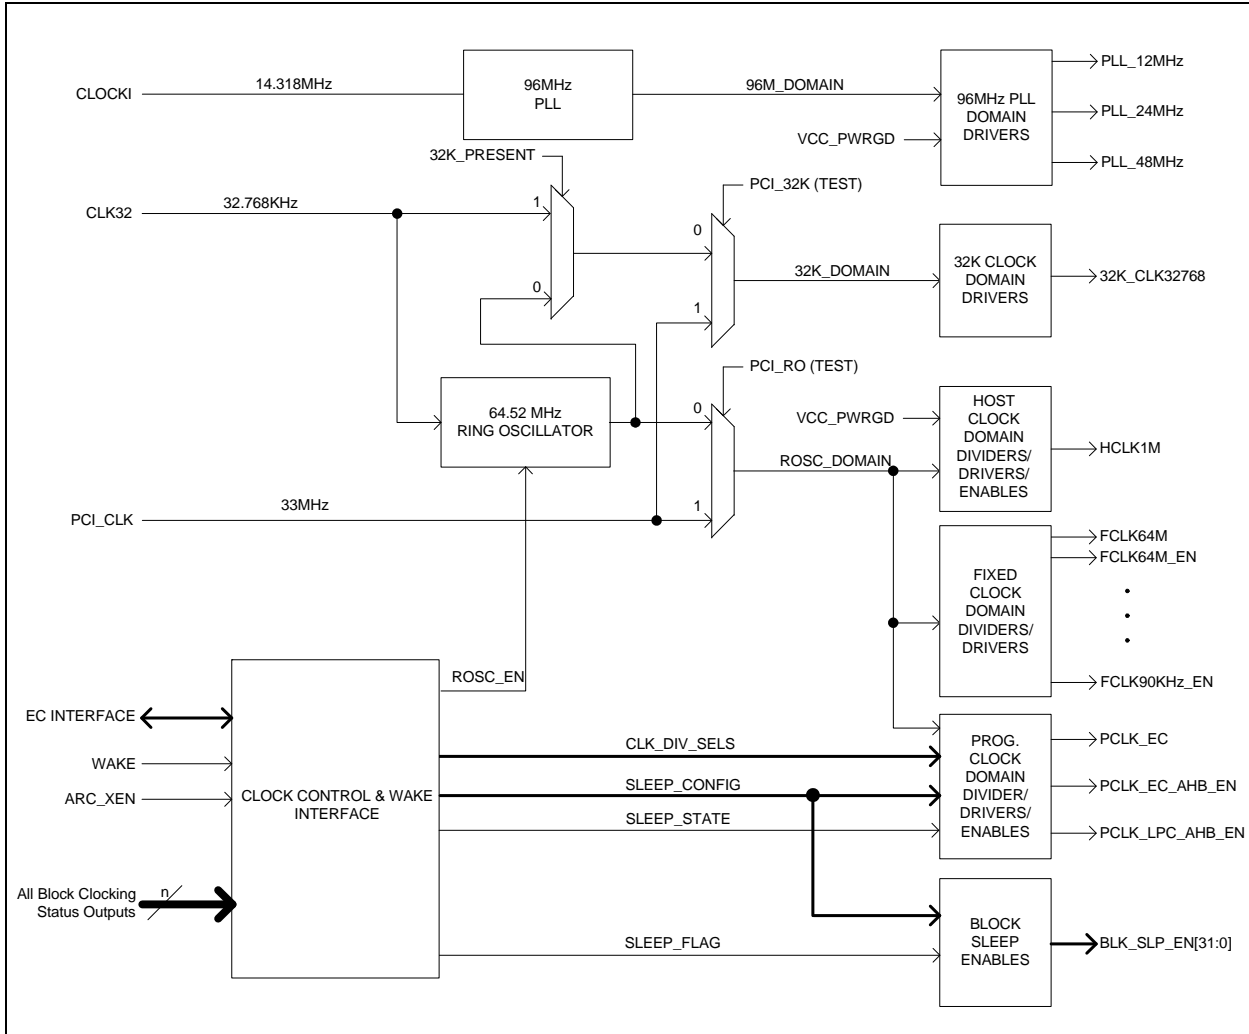 CLOCKI
14.318MHz
96MHz
PLL
96M_DOMAIN
VCC_PWRGD
96MHz PLL
DOMAIN
DRIVERS
PLL_12MHz
PLL_24MHz
PLL_48MHz
32K_PRESENT
PCI_32K (TEST)
CLK32
32.768KHz
1
0
0
1
32K_DOMAIN
32K CLOCK
DOMAIN
DRIVERS
32K_CLK32768
PCI_RO (TEST)
64.52 MHz
RING OSCILLATOR
0
1
VCC_PWRGD
ROSC_DOMAIN
HOST
CLOCK
DOMAIN
DIVIDERS/
DRIVERS/
ENABLES
HCLK1M
PCI_CLK
33MHz
FIXED
CLOCK
DOMAIN
DIVIDERS/
DRIVERS
FCLK64M
FCLK64M_EN
FCLK90KHz_EN
ROSC_EN
EC INTERFACE
WAKE
ARC_XEN
All Block Clocking
Status Outputs
n
CLOCK CONTROL & WAKE
INTERFACE
CLK_DIV_SELS
SLEEP_CONFIG
SLEEP_STATE
SLEEP_FLAG
PROG.
CLOCK
DOMAIN
DIVIDER/
DRIVERS/
ENABLES
PCLK_EC
PCLK_EC_AHB_EN
PCLK_LPC_AHB_EN
BLOCK
SLEEP
ENABLES
BLK_SLP_EN[31:0]